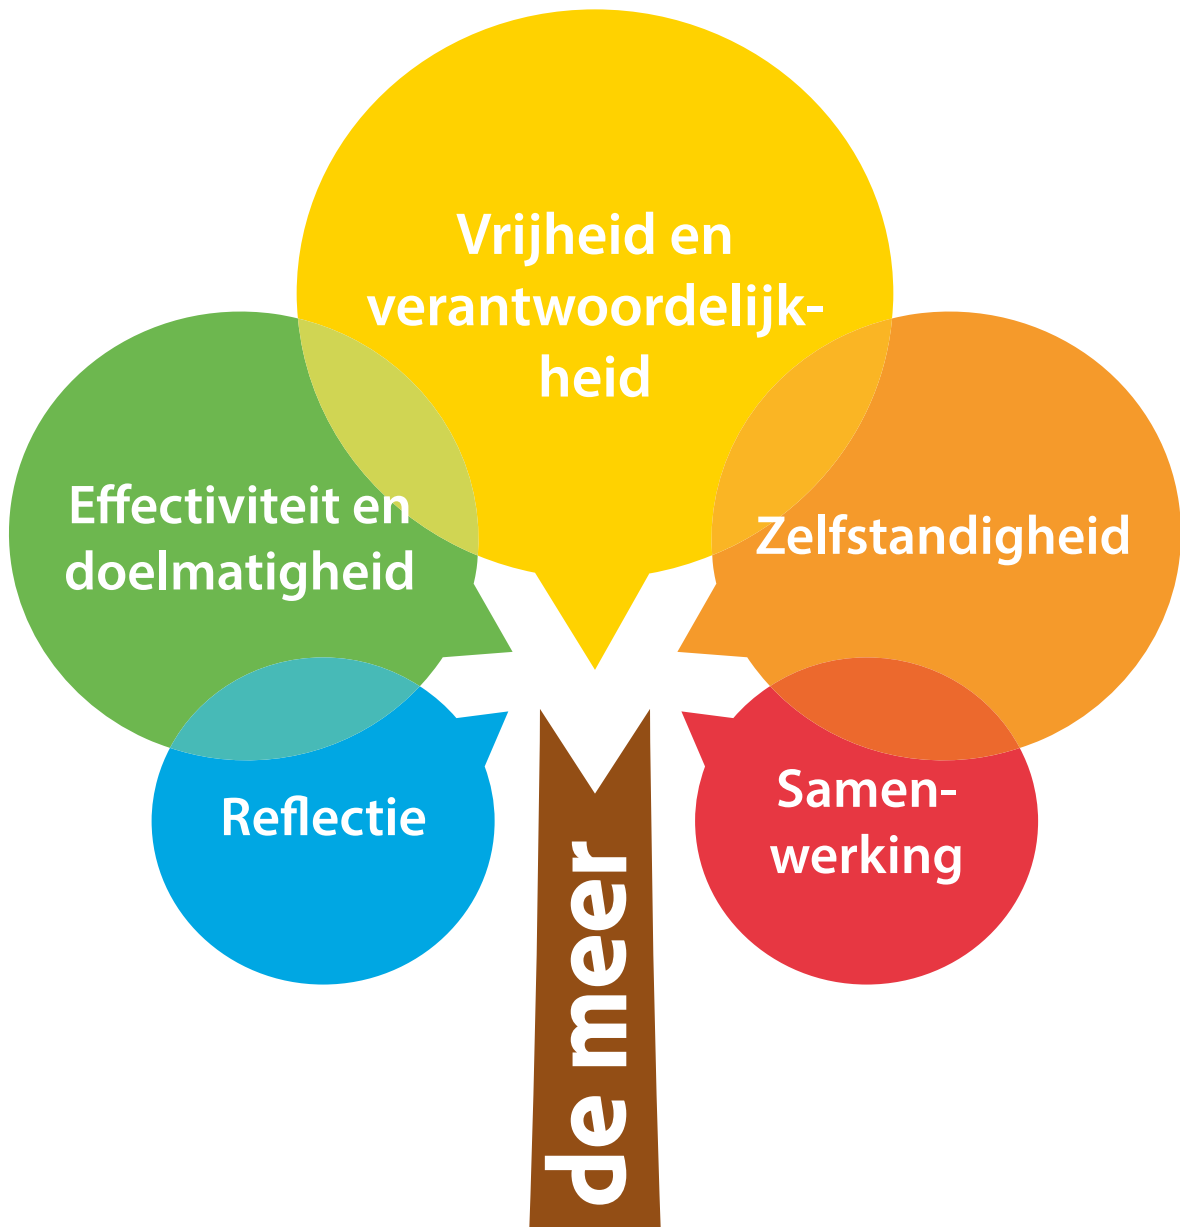 Vrijheid en
verantwoordelijk-
heid
Effectiviteit en
doelmatigheid
Zelfstandigheid
Reflectie
Samen-
werking
de meer